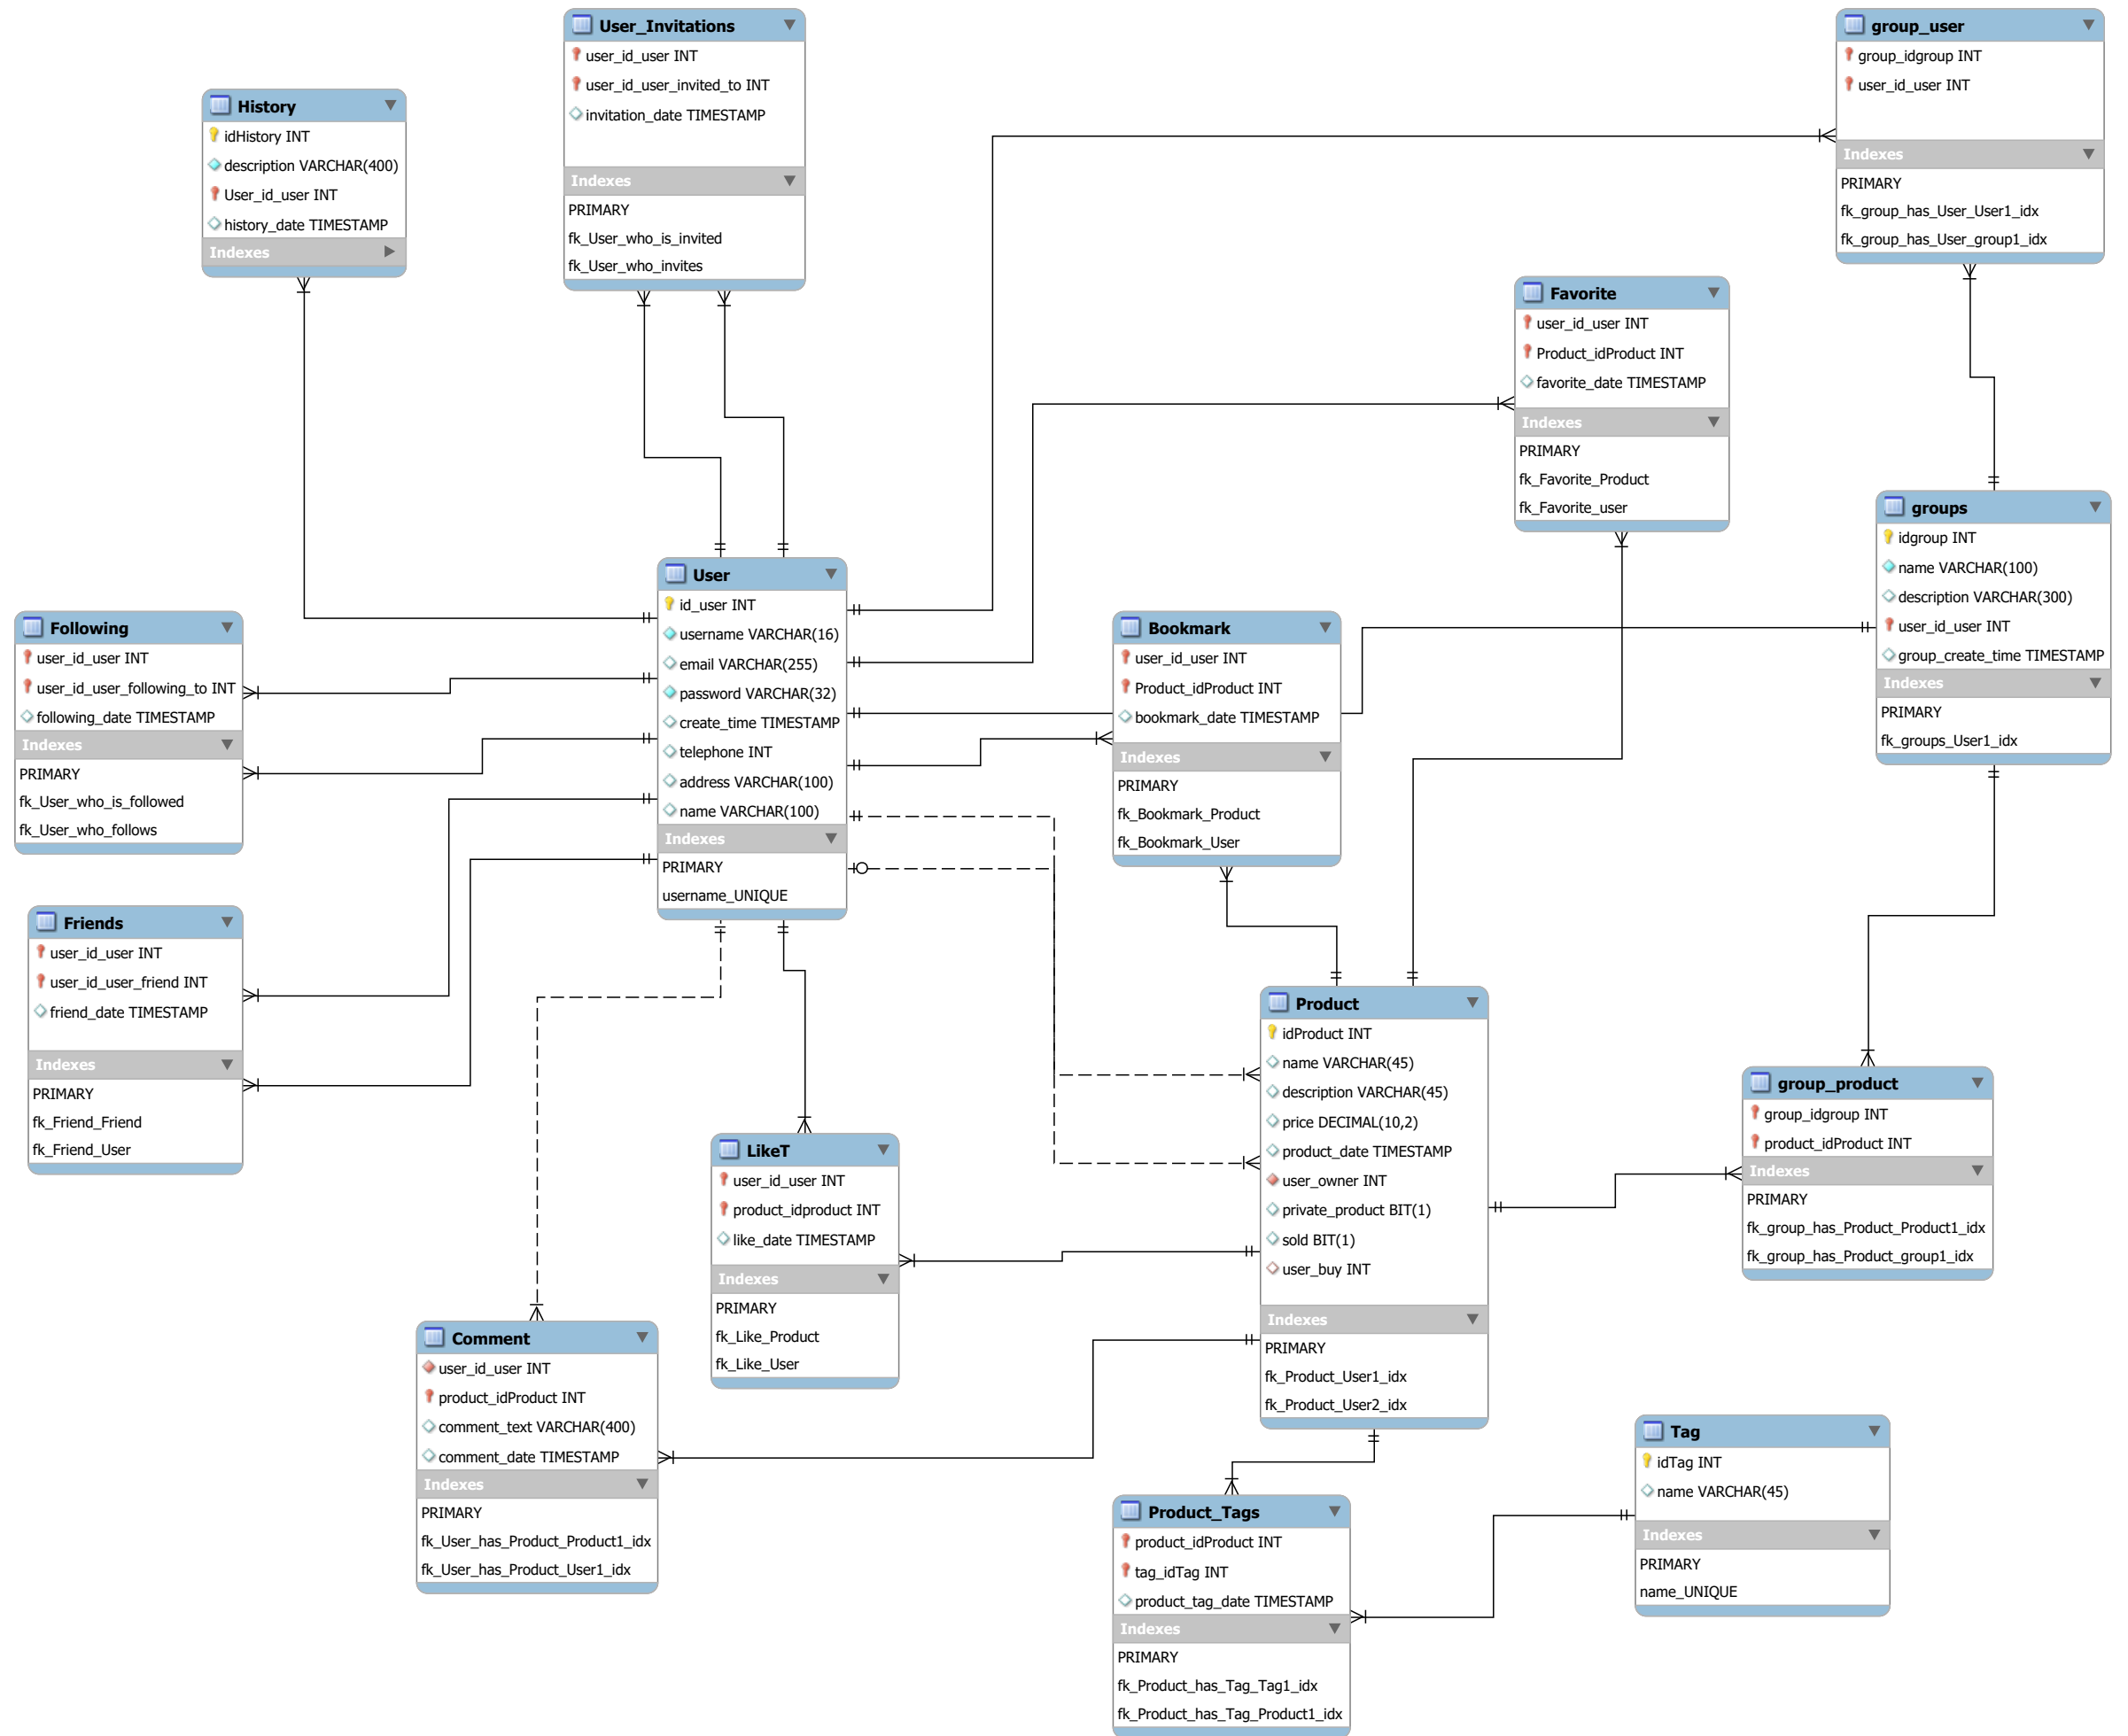 User_Invitations
user_id_user INT
user_id_user_invited_to INT
invitation_date TIMESTAMP
Indexes
PRIMARY
fk_User_who_is_invited
fk_User_who_invites
group_user
group_idgroup INT
user_id_user INT
Indexes
PRIMARY
fk_group_has_User_User1_idx
fk_group_has_User_group1_idx
History
idHistory INT
description VARCHAR(400)
User_id_user INT
history_date TIMESTAMP
Indexes
Favorite
user_id_user INT
Product_idProduct INT
favorite_date TIMESTAMP
Indexes
PRIMARY
fk_Favorite_Product
fk_Favorite_user
groups
idgroup INT
name VARCHAR(100)
description VARCHAR(300)
user_id_user INT
group_create_time TIMESTAMP
Indexes
PRIMARY
fk_groups_User1_idx
User
id_user INT
username VARCHAR(16)
email VARCHAR(255)
password VARCHAR(32)
create_time TIMESTAMP
telephone INT
address VARCHAR(100)
name VARCHAR(100)
Indexes
PRIMARY
username_UNIQUE
Following
user_id_user INT
user_id_user_following_to INT
following_date TIMESTAMP
Indexes
PRIMARY
fk_User_who_is_followed
fk_User_who_follows
Bookmark
user_id_user INT
Product_idProduct INT
bookmark_date TIMESTAMP
Indexes
PRIMARY
fk_Bookmark_Product
fk_Bookmark_User
Friends
user_id_user INT
user_id_user_friend INT
friend_date TIMESTAMP
Indexes
PRIMARY
fk_Friend_Friend
fk_Friend_User
Product
idProduct INT
name VARCHAR(45)
description VARCHAR(45)
price DECIMAL(10,2)
product_date TIMESTAMP
user_owner INT
private_product BIT(1)
sold BIT(1)
user_buy INT
Indexes
PRIMARY
fk_Product_User1_idx
fk_Product_User2_idx
group_product
group_idgroup INT
product_idProduct INT
Indexes
PRIMARY
fk_group_has_Product_Product1_idx
fk_group_has_Product_group1_idx
LikeT
user_id_user INT
product_idproduct INT
like_date TIMESTAMP
Indexes
PRIMARY
fk_Like_Product
fk_Like_User
Comment
user_id_user INT
product_idProduct INT
comment_text VARCHAR(400)
comment_date TIMESTAMP
Indexes
PRIMARY
fk_User_has_Product_Product1_idx
fk_User_has_Product_User1_idx
Tag
idTag INT
name VARCHAR(45)
Indexes
PRIMARY
name_UNIQUE
Product_Tags
product_idProduct INT
tag_idTag INT
product_tag_date TIMESTAMP
Indexes
PRIMARY
fk_Product_has_Tag_Tag1_idx
fk_Product_has_Tag_Product1_idx